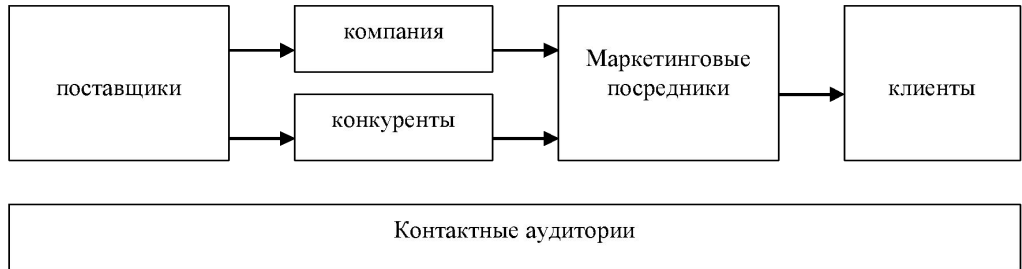 компания
Маркетинговые
поставщики
посредники
клиенты
конкуренты
Контактные аудитории